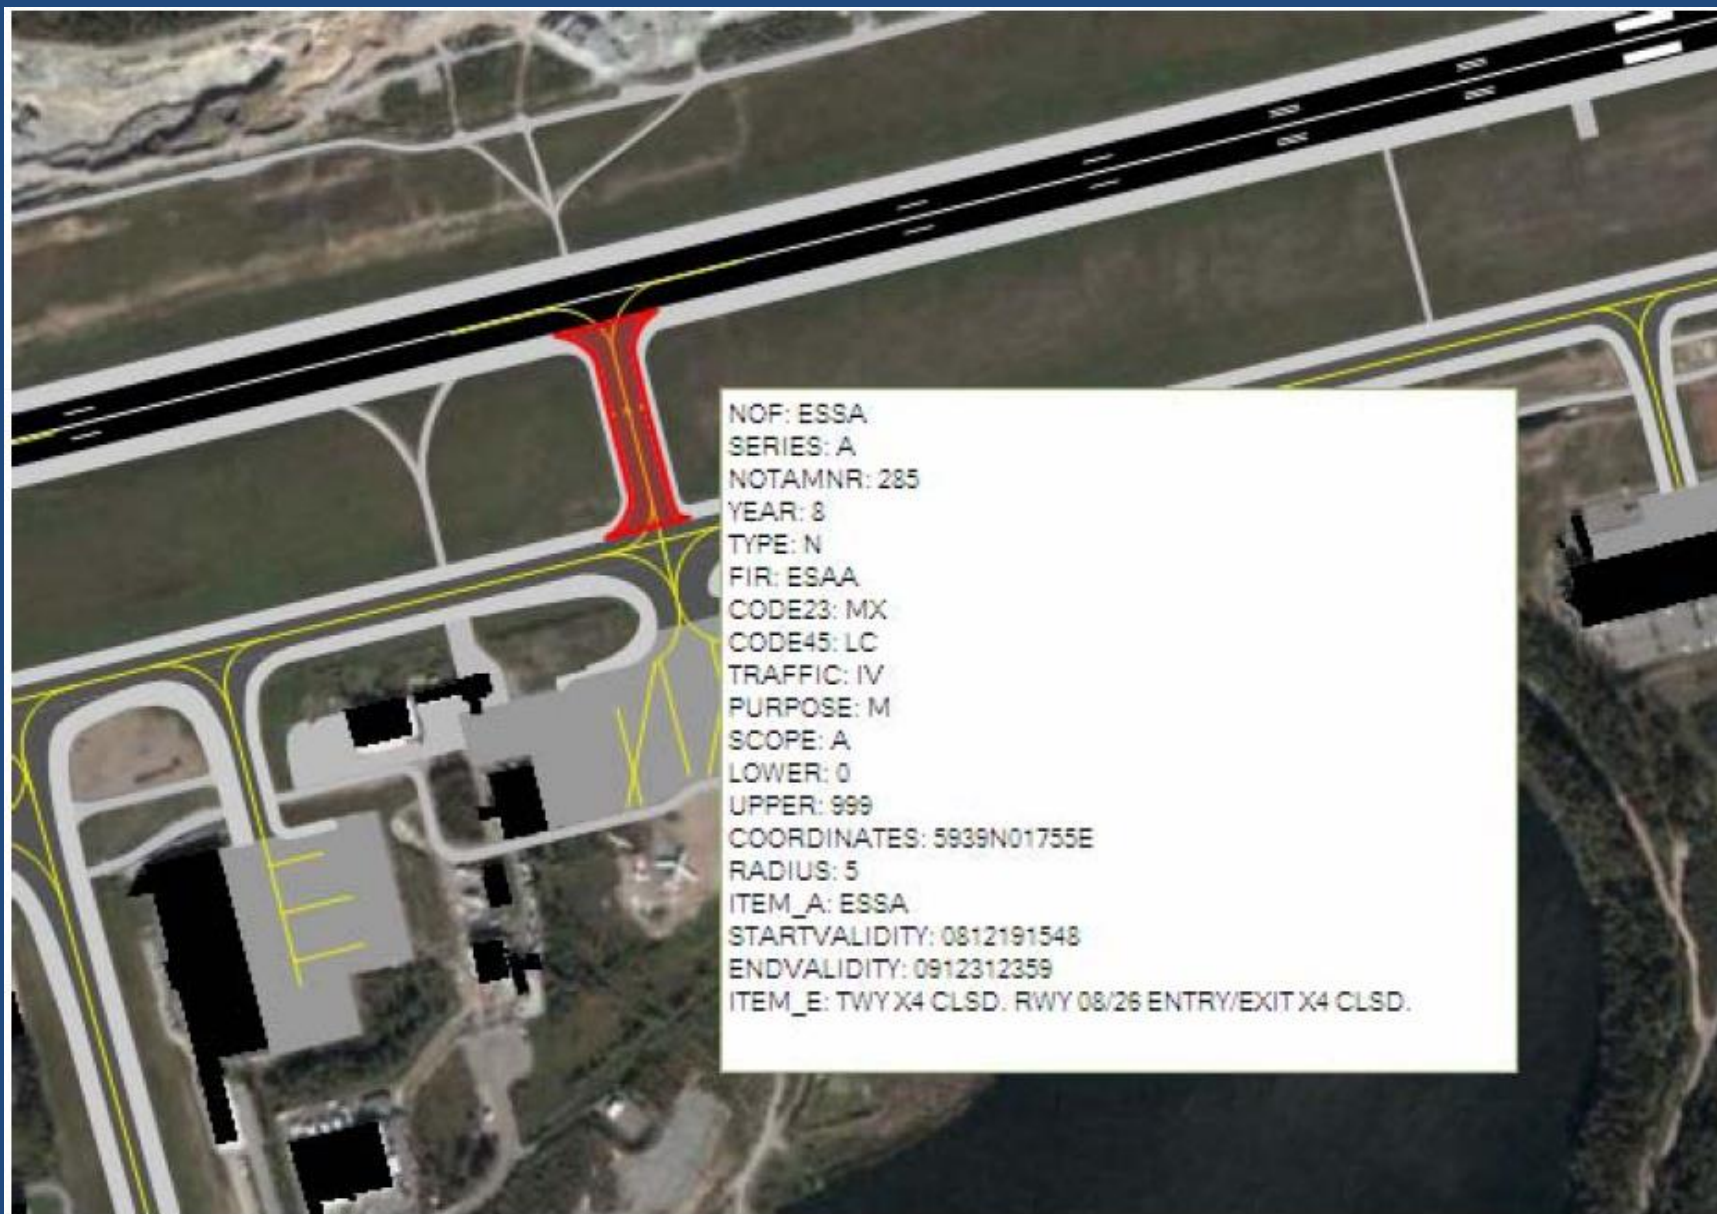 NOF: ESSA
SERIES: A
NOTAMNR: 285
YEAR: 8
TYPE: N
FIR: ESAA
CODE23: MX
CODE45: LC
TRAFFIC: IV
PURPOSE: M
SCOPE: A
LOWER: 0
UPPER: 999
COORDINATES: 5939N01755E
RADIUS: 5
ITEM_A: ESSA
STARTVALIDITY: 0812191548
ENDVALIDITY: 0912312359
ITEM_E: TWY X4 CLSD. RWY 08/26 ENTRY/EXIT X4 CLSD.